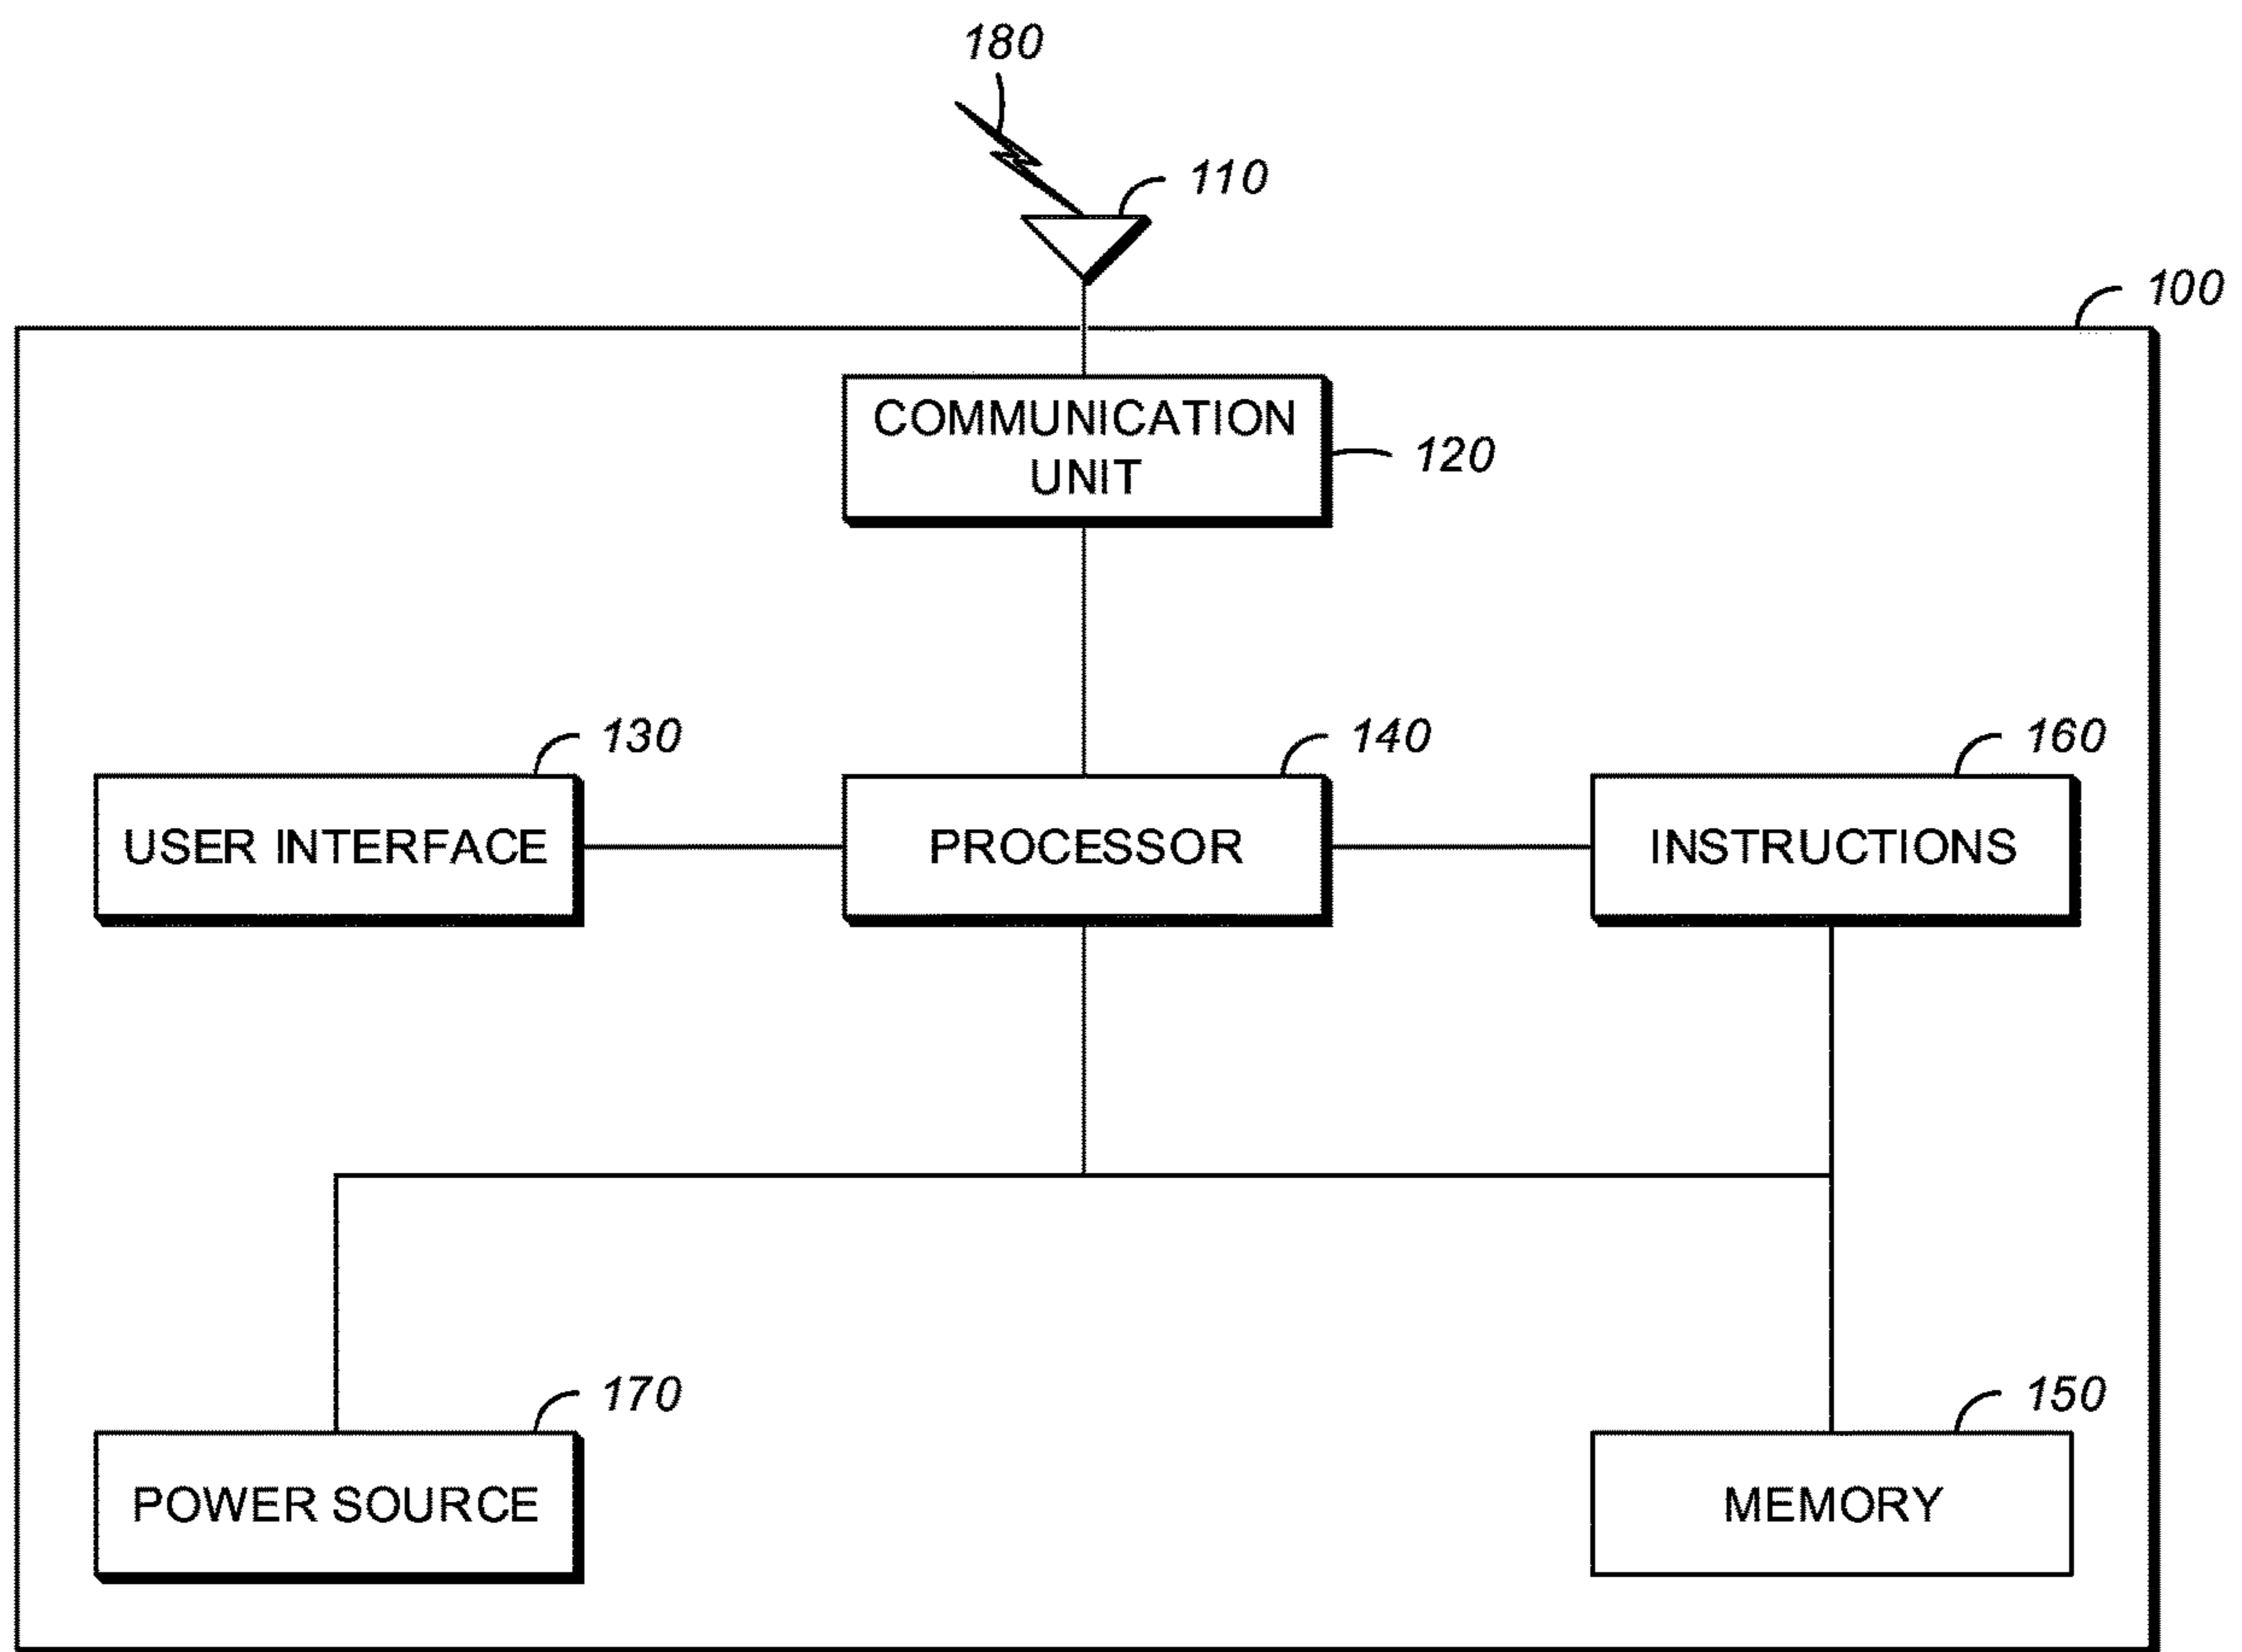 180
110
100
COMMUNICATION
UNIT
120
130
140
160
USER INTERFACE
PROCESSOR
INSTRUCTIONS
170
150
POWER SOURCE
MEMORY